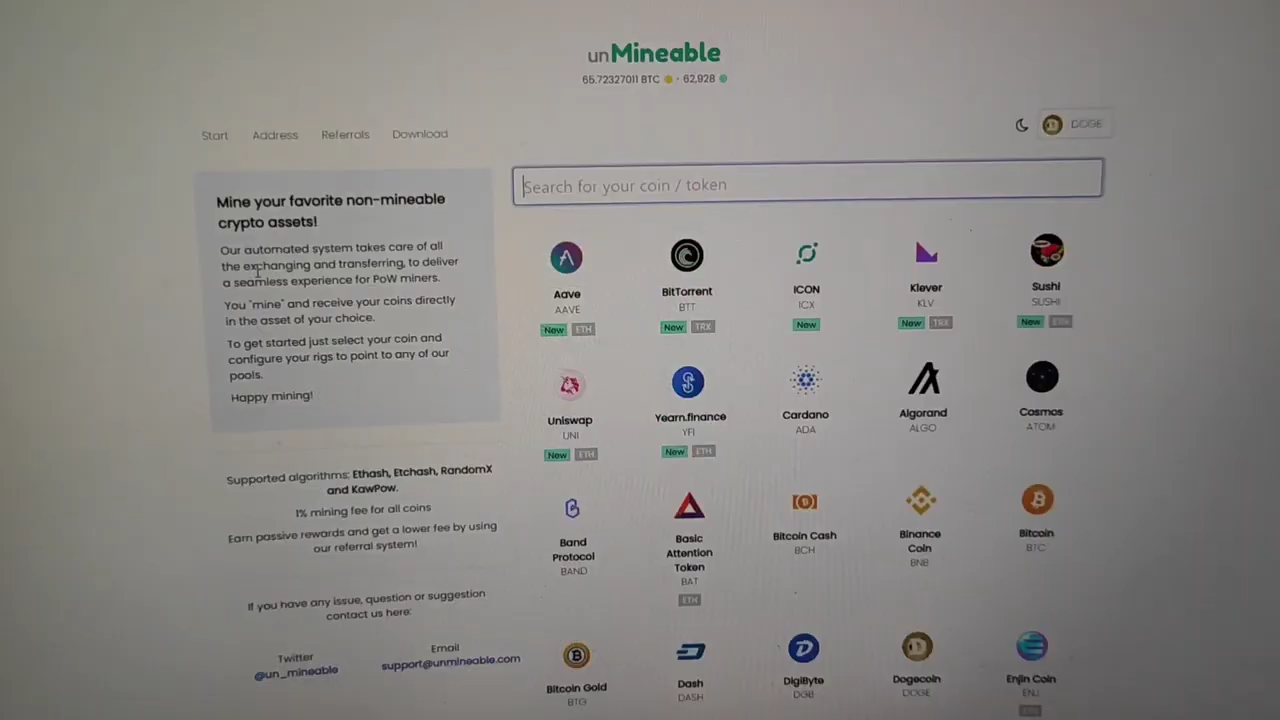 unMineable
65.72327011 BTC · 62,928
Start Address Referrals Download
DOGE
Mine your favorite non-mineable
crypto assets!
Our automated system takes care of all
the exchanging and transferring, to deliver
a seamless experience for PoW miners.
You "mine" and receive your coins directly
in the asset of your choice.
To get started just select your coin and
configure your rigs to point to any of our
pools.
Happy mining!
Supported algorithms: Ethash, Etchash, RandomX
and KawPow.
1% mining fee for all coins
Earn passive rewards and get a lower fee by using
our referral system!
If you have any issue, question or suggestion
contact us here:
Twitter
@un_mineable
Email
support@unmineable.com
Search for your coin / token
Aave
AAVE
New ETH
BitTorrent
BTT
New TRX
ICON
ICX
New
Klever
KLV
New TRX
Sushi
SUSHI
New ETH
Uniswap
UNI
New ETH
Yearn.finance
YFI
New ETH
Cardano
ADA
Algorand
ALGO
Cosmos
ATOM
Band
Protocol
BAND
Basic
Attention
Token
BAT
ETH
Bitcoin Cash
BCH
Binance
Coin
BNB
Bitcoin
BTC
Bitcoin Gold
BTG
Dash
DASH
DigiByte
DGB
Dogecoin
DOGE
Enjin Coin
ENJ